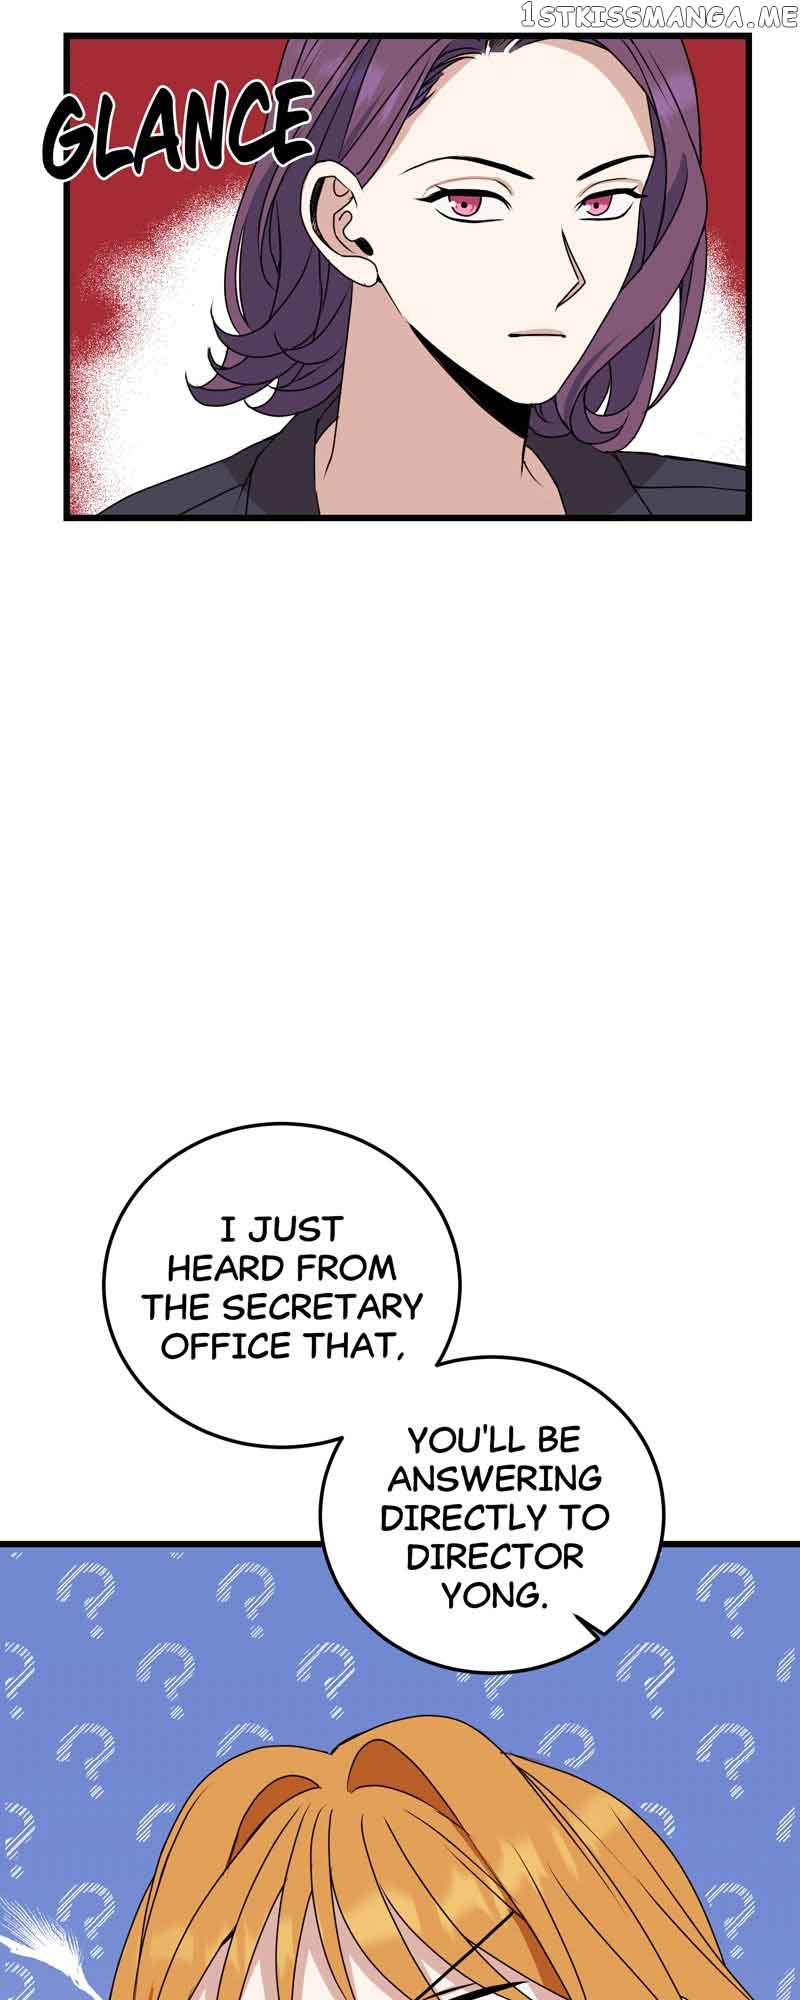 1STKISSMANGA.ME
GLANCE
I JUST
HEARD FROM
THE SECRETARY
OFFICE THAT,
YOU'LL BE
ANSWERING
DIRECTLY TO
DIRECTOR
YONG.